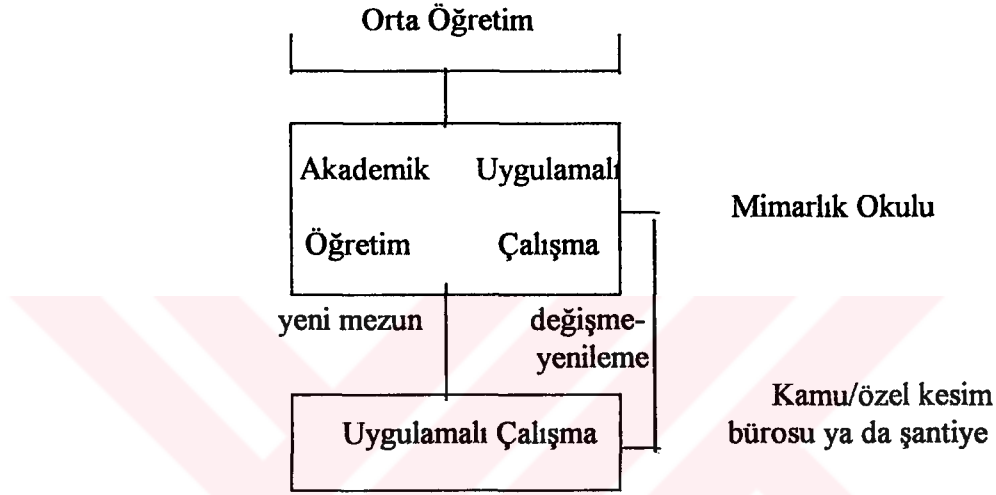 Orta Öğretim
Akademik Uygulamalı
Mimarlık Okulu
Öğretim Çalışma
yeni mezun değişme-
yenileme
Kamu/özel kesim
Uygulamalı Çalışma bürosu ya da şantiye